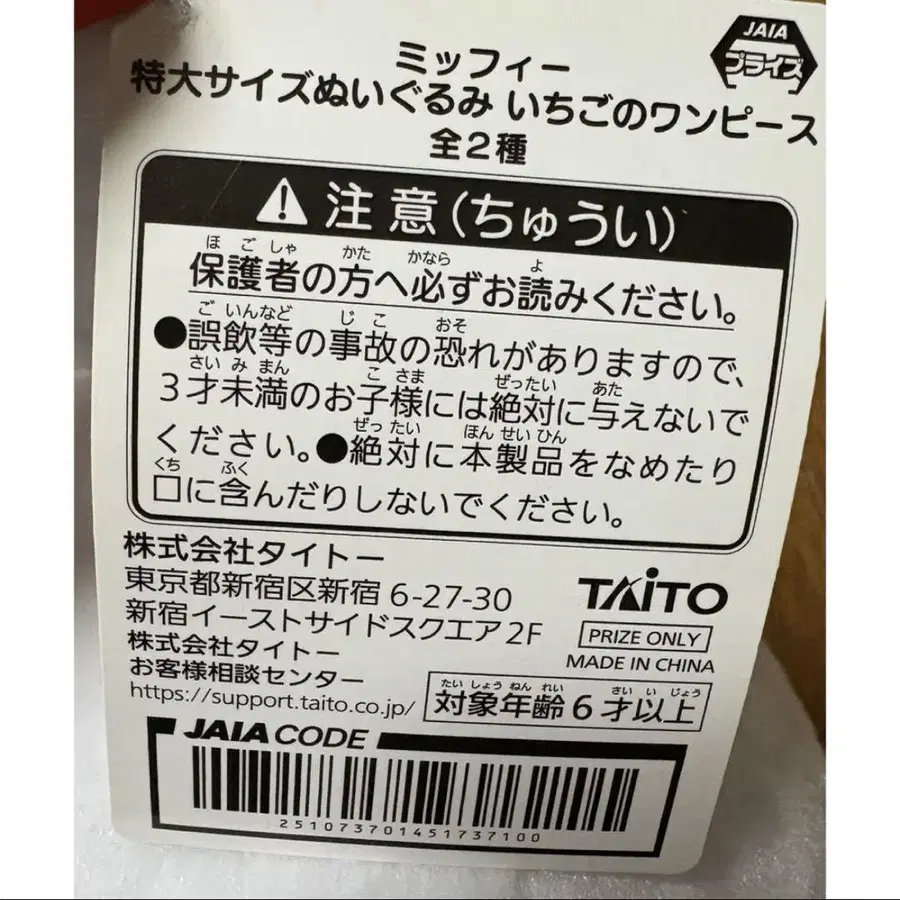 JAIA
プライズ
ミッフィー
特大サイズぬいぐるみ いちごのワンピース
全2種
注意(ちゅうい)
ほ ご しゃ かた かなら よ
保護者の方へ必ずお読みください。
ご いんなど じ こ おそ
●誤飲等の事故の恐れがありますので、
さい み まん こ さま ぜったい あた
3才未満のお子様には絶対に与えないで
ぜっ たい ほん せい ひん
ください。●絶対に本製品をなめたり
くち ふく
口に含んだりしないでください。
株式会社タイトー
東京都新宿区新宿 6-27-30
新宿イーストサイドスクエア 2F
株式会社タイトー
お客様相談センター
https://support.taito.co.jp/
TAiTO
PRIZE ONLY
MADE IN CHINA
たい しょう ねん れい さい い じょう
対象年齢 6 才以上
JAIA CODE
2510737014517371​00